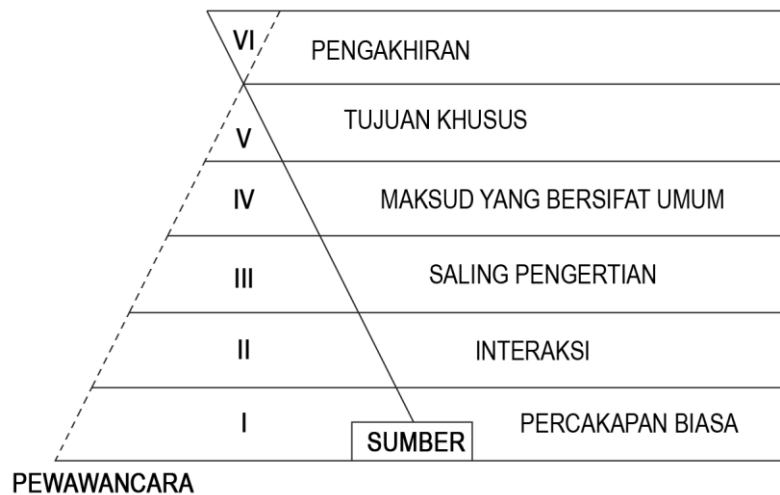 VI PENGAKHIRAN
V TUJUAN KHUSUS
IV MAKSUD YANG BERSIFAT UMUM
III SALING PENGERTIAN
II INTERAKSI
I SUMBER PERCAKAPAN BIASA
PEWAWANCARA